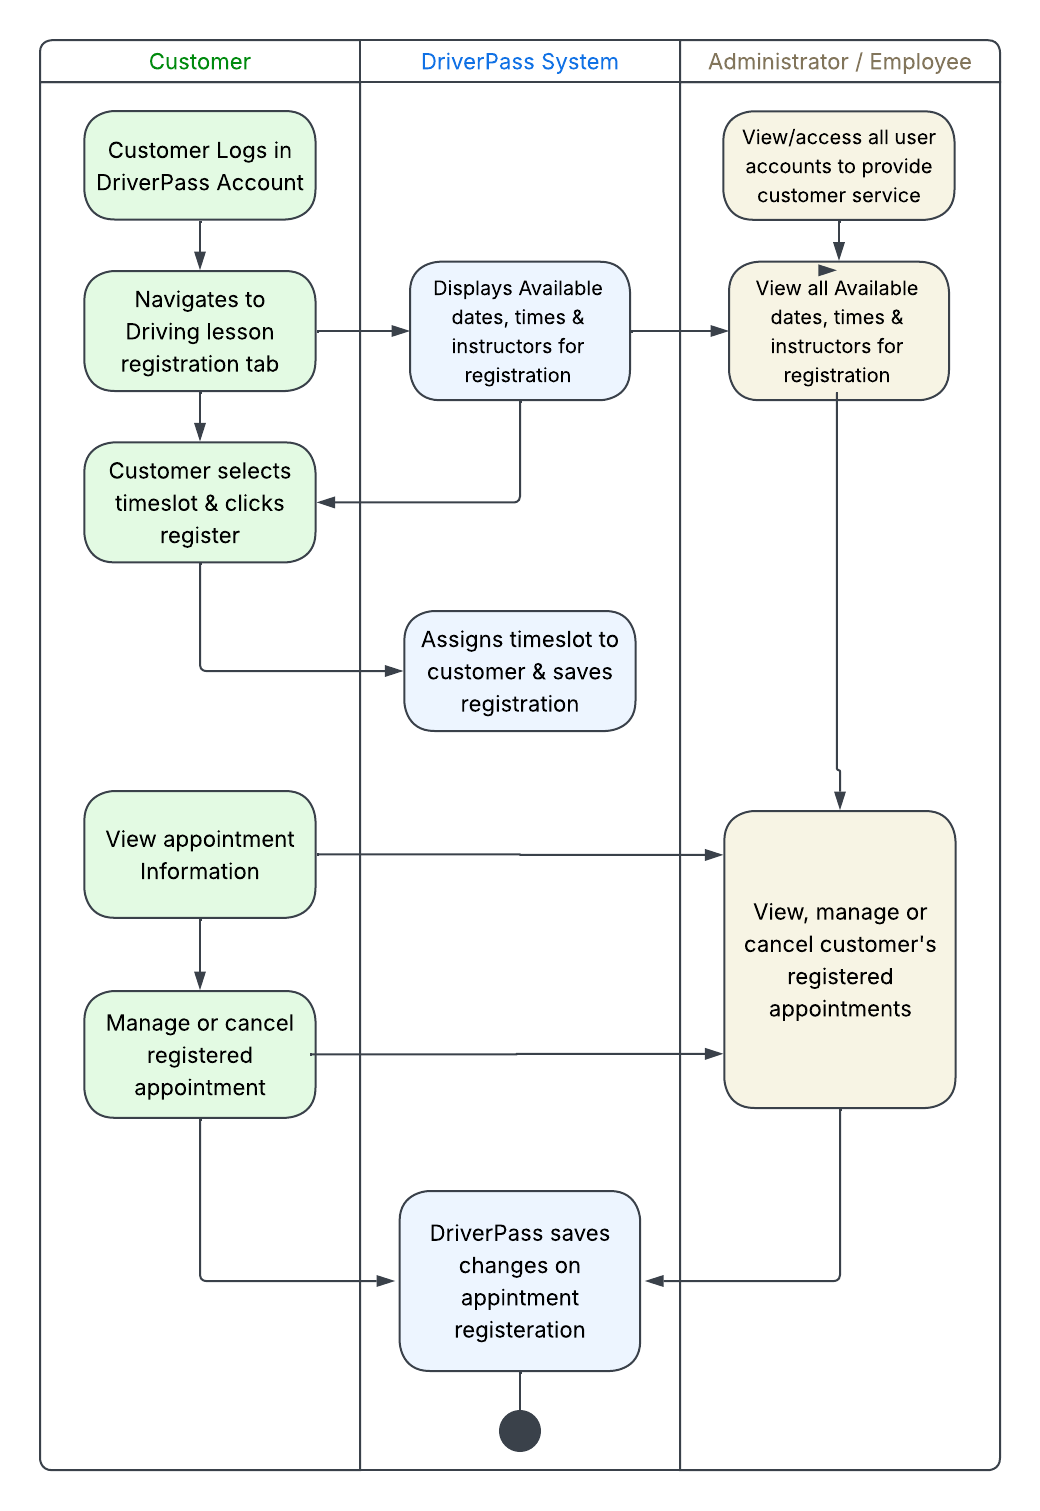 Customer
DriverPass System
Administrator / Employee
Customer Logs in
DriverPass Account
View/access all user
accounts to provide
customer service
Navigates to
Driving lesson
registration tab
Displays Available
dates, times &
instructors for
registration
View all Available
dates, times &
instructors for
registration
Customer selects
timeslot & clicks
register
Assigns timeslot to
customer & saves
registration
View appointment
Information
View, manage or
cancel customer's
registered
appointments
Manage or cancel
registered
appointment
DriverPass saves
changes on
appintment
registeration